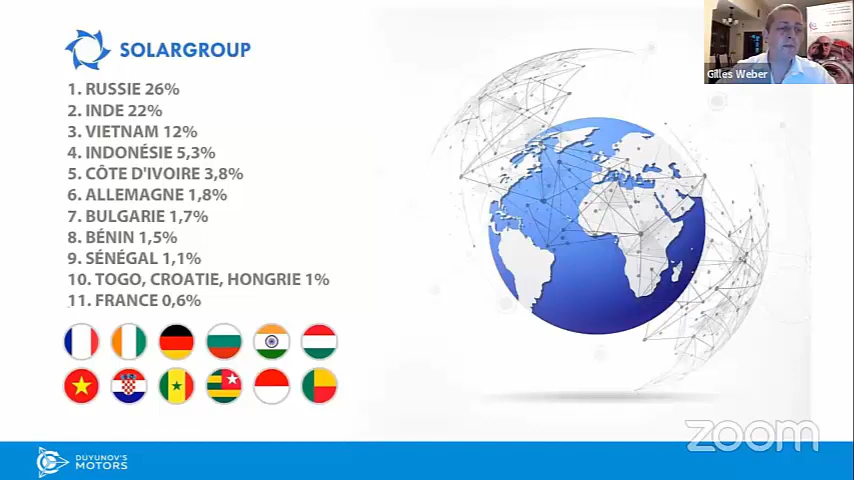 SOLARGROUP
1. RUSSIE 26%
2. INDE 22%
3. VIETNAM 12%
4. INDONÉSIE 5,3%
5. CÔTE D'IVOIRE 3,8%
6. ALLEMAGNE 1,8%
7. BULGARIE 1,7%
8. BÉNIN 1,5%
9. SÉNÉGAL 1,1%
10. TOGO, CROATIE, HONGRIE 1%
11. FRANCE 0,6%
Gilles Weber
zoom
DUYUNOV'S
MOTORS